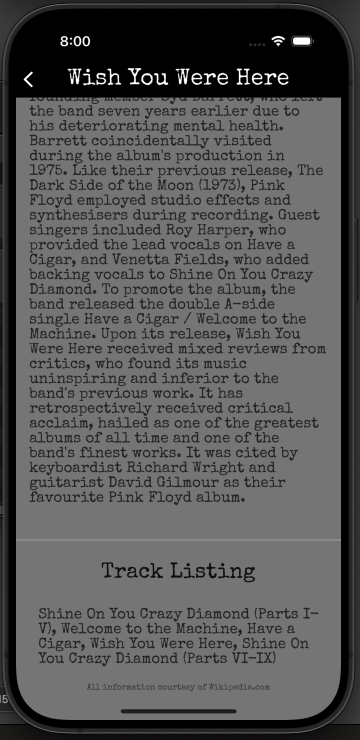 8:00
Wish You Were Here
founding member Syd Barrett, who left
the band seven years earlier due to
his deteriorating mental health.
Barrett coincidentally visited
during the album's production in
1975. Like their previous release, The
Dark Side of the Moon (1973), Pink
Floyd employed studio effects and
synthesisers during recording. Guest
singers included Roy Harper, who
provided the lead vocals on Have a
Cigar, and Venetta Fields, who added
backing vocals to Shine On You Crazy
Diamond. To promote the album, the
band released the double A-side
single Have a Cigar / Welcome to the
Machine. Upon its release, Wish You
Were Here received mixed reviews from
critics, who found its music
uninspiring and inferior to the
band's previous work. It has
retrospectively received critical
acclaim, hailed as one of the greatest
albums of all time and one of the
band's finest works. It was cited by
keyboardist Richard Wright and
guitarist David Gilmour as their
favourite Pink Floyd album.
Track Listing
Shine On You Crazy Diamond (Parts I-
V), Welcome to the Machine, Have a
Cigar, Wish You Were Here, Shine On
You Crazy Diamond (Parts VI-IX)
All information courtesy of Wikipedia.com